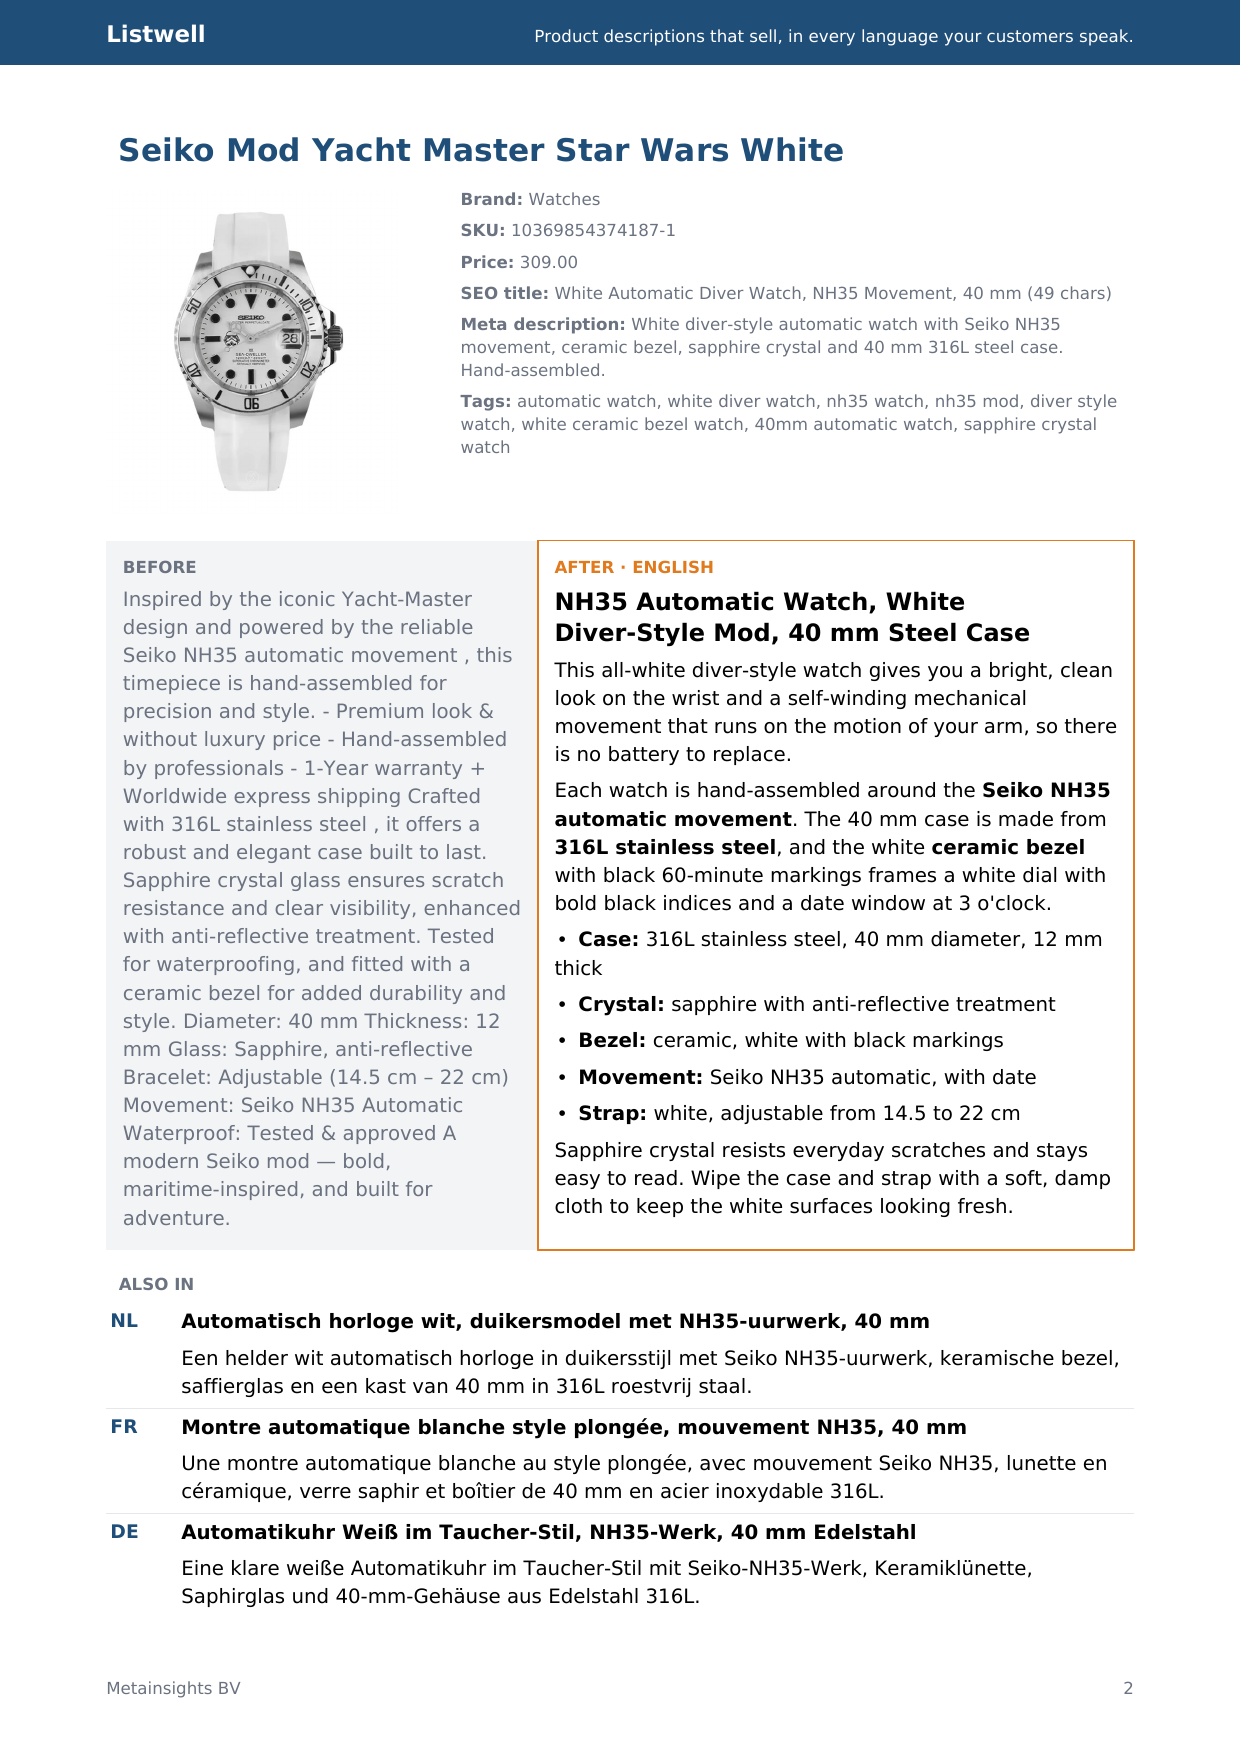 Listwell
Product descriptions that sell, in every language your customers speak.
Seiko Mod Yacht Master Star Wars White
Brand: Watches
SKU: 10369854374187-1
Price: 309.00
SEO title: White Automatic Diver Watch, NH35 Movement, 40 mm (49 chars)
Meta description: White diver-style automatic watch with Seiko NH35
movement, ceramic bezel, sapphire crystal and 40 mm 316L steel case.
Hand-assembled.
Tags: automatic watch, white diver watch, nh35 watch, nh35 mod, diver style
watch, white ceramic bezel watch, 40mm automatic watch, sapphire crystal
watch
50
10
SEIKO
28
SEA-DWELLER
40
20
30
BEFORE
Inspired by the iconic Yacht-Master
design and powered by the reliable
Seiko NH35 automatic movement , this
timepiece is hand-assembled for
precision and style. - Premium look &
without luxury price - Hand-assembled
by professionals - 1-Year warranty +
Worldwide express shipping Crafted
with 316L stainless steel , it offers a
robust and elegant case built to last.
Sapphire crystal glass ensures scratch
resistance and clear visibility, enhanced
with anti-reflective treatment. Tested
for waterproofing, and fitted with a
ceramic bezel for added durability and
style. Diameter: 40 mm Thickness: 12
mm Glass: Sapphire, anti-reflective
Bracelet: Adjustable (14.5 cm – 22 cm)
Movement: Seiko NH35 Automatic
Waterproof: Tested & approved A
modern Seiko mod — bold,
maritime-inspired, and built for
adventure.
AFTER · ENGLISH
NH35 Automatic Watch, White
Diver-Style Mod, 40 mm Steel Case
This all-white diver-style watch gives you a bright, clean
look on the wrist and a self-winding mechanical
movement that runs on the motion of your arm, so there
is no battery to replace.
Each watch is hand-assembled around the Seiko NH35
automatic movement. The 40 mm case is made from
316L stainless steel, and the white ceramic bezel
with black 60-minute markings frames a white dial with
bold black indices and a date window at 3 o'clock.
• Case: 316L stainless steel, 40 mm diameter, 12 mm
thick
• Crystal: sapphire with anti-reflective treatment
• Bezel: ceramic, white with black markings
• Movement: Seiko NH35 automatic, with date
• Strap: white, adjustable from 14.5 to 22 cm
Sapphire crystal resists everyday scratches and stays
easy to read. Wipe the case and strap with a soft, damp
cloth to keep the white surfaces looking fresh.
ALSO IN
NL
Automatisch horloge wit, duikersmodel met NH35-uurwerk, 40 mm
Een helder wit automatisch horloge in duikersstijl met Seiko NH35-uurwerk, keramische bezel,
saffierglas en een kast van 40 mm in 316L roestvrij staal.
FR
Montre automatique blanche style plongée, mouvement NH35, 40 mm
Une montre automatique blanche au style plongée, avec mouvement Seiko NH35, lunette en
céramique, verre saphir et boîtier de 40 mm en acier inoxydable 316L.
DE
Automatikuhr Weiß im Taucher-Stil, NH35-Werk, 40 mm Edelstahl
Eine klare weiße Automatikuhr im Taucher-Stil mit Seiko-NH35-Werk, Keramiklünette,
Saphirglas und 40-mm-Gehäuse aus Edelstahl 316L.
Metainsights BV
2